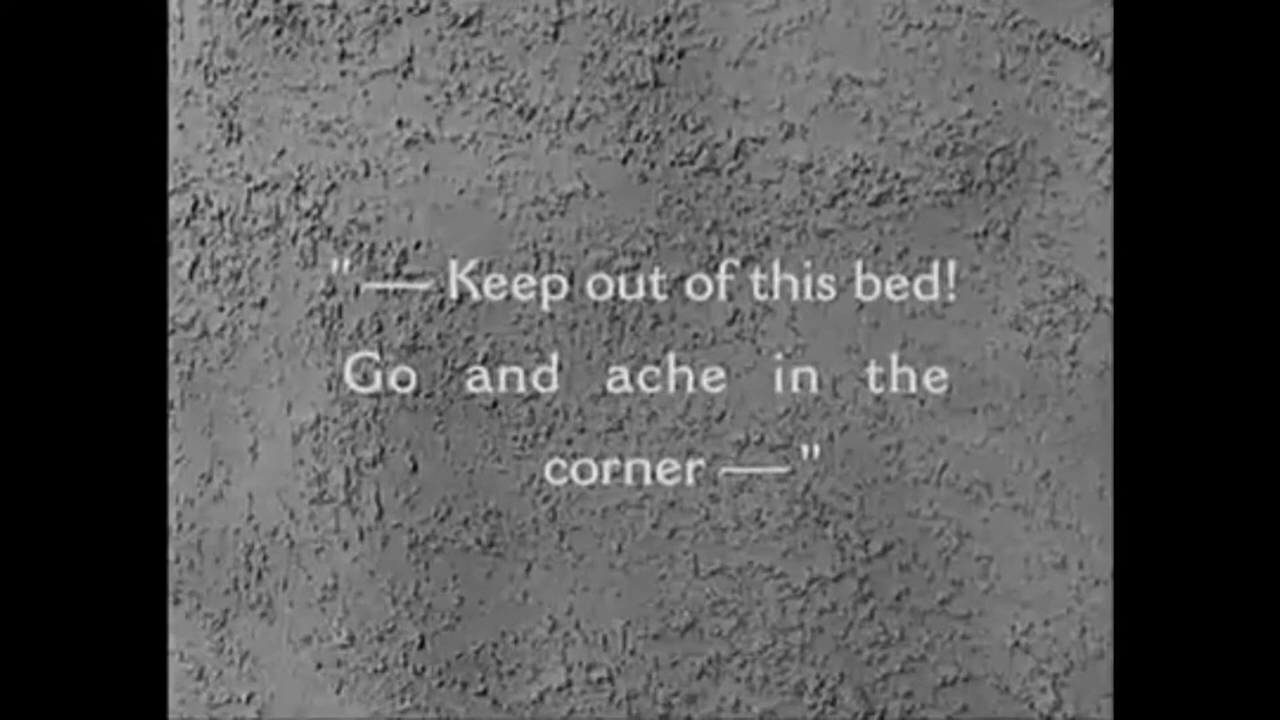 "— Keep out of this bed!
Go and ache in the
corner —"